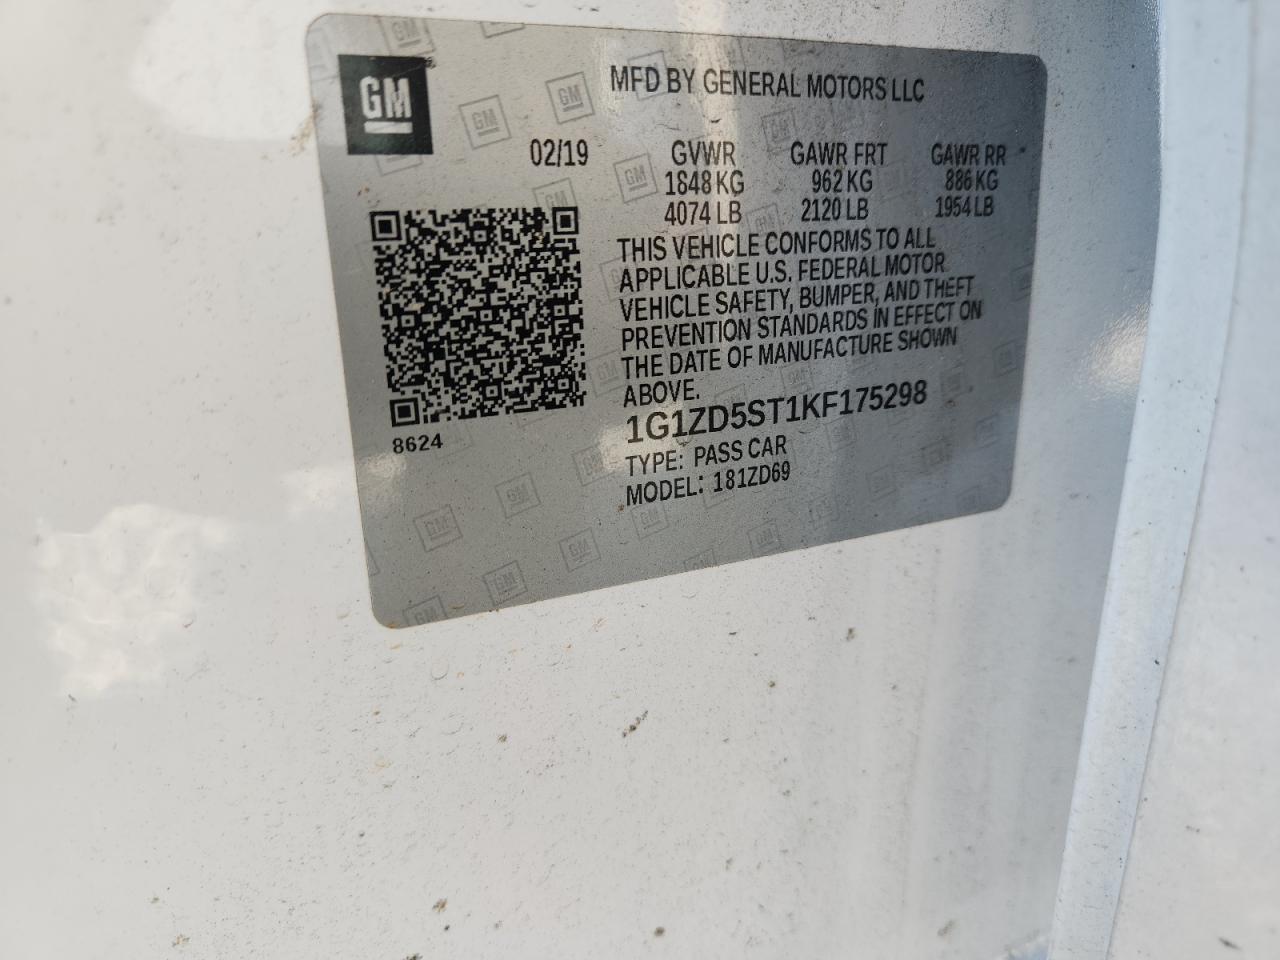 GM
MFD BY GENERAL MOTORS LLC
02/19
GVWR GAWR FRT GAWR RR
1848 KG 962 KG 886 KG
4074 LB 2120 LB 1954 LB
THIS VEHICLE CONFORMS TO ALL
APPLICABLE U.S. FEDERAL MOTOR
VEHICLE SAFETY, BUMPER, AND THEFT
PREVENTION STANDARDS IN EFFECT ON
THE DATE OF MANUFACTURE SHOWN
ABOVE.
1G1ZD5ST1KF175298
TYPE: PASS CAR
MODEL: 181ZD69
8624